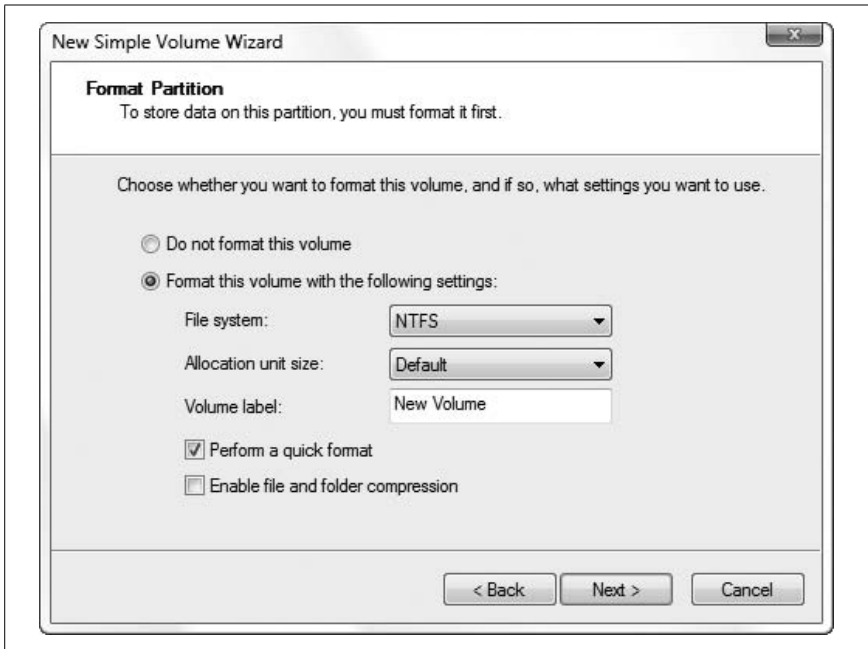 New Simple Volume Wizard
Format Partition
To store data on this partition, you must format it first.
Choose whether you want to format this volume, and if so, what settings you want to use.
Do not format this volume
Format this volume with the following settings:
File system: NTFS
Allocation unit size: Default
Volume label: New Volume
Perform a quick format
Enable file and folder compression
< Back Next > Cancel